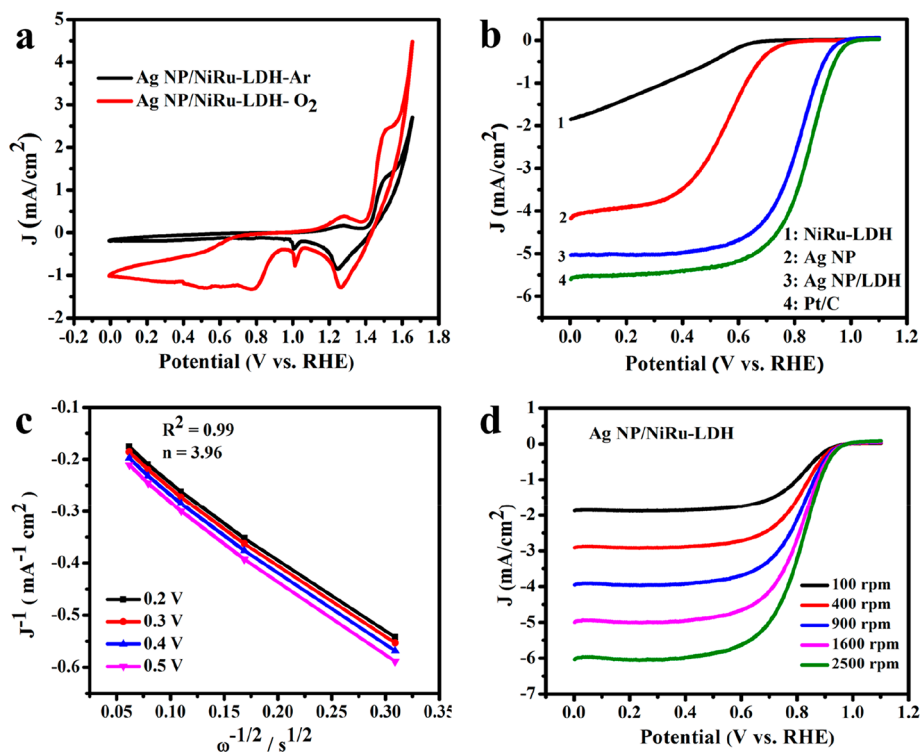 a
J (mA/cm²)
5
4
3
2
1
0
-1
-2
Ag NP/NiRu-LDH-Ar
Ag NP/NiRu-LDH- O₂
-0.2 0.0 0.2 0.4 0.6 0.8 1.0 1.2 1.4 1.6 1.8
Potential (V vs. RHE)
b
J (mA/cm²)
0
-1
-2
-3
-4
-5
-6
1
2
3
4
1: NiRu-LDH
2: Ag NP
3: Ag NP/LDH
4: Pt/C
0.0 0.2 0.4 0.6 0.8 1.0 1.2
Potential (V vs. RHE)
c
J⁻¹ ( mA⁻¹ cm²)
-0.1
-0.2
-0.3
-0.4
-0.5
-0.6
R² = 0.99
n = 3.96
0.2 V
0.3 V
0.4 V
0.5 V
0.05 0.10 0.15 0.20 0.25 0.30 0.35
ω⁻¹/² / s¹/²
d
J (mA/cm²)
1
0
-1
-2
-3
-4
-5
-6
-7
Ag NP/NiRu-LDH
100 rpm
400 rpm
900 rpm
1600 rpm
2500 rpm
0.0 0.2 0.4 0.6 0.8 1.0 1.2
Potential (V vs. RHE)